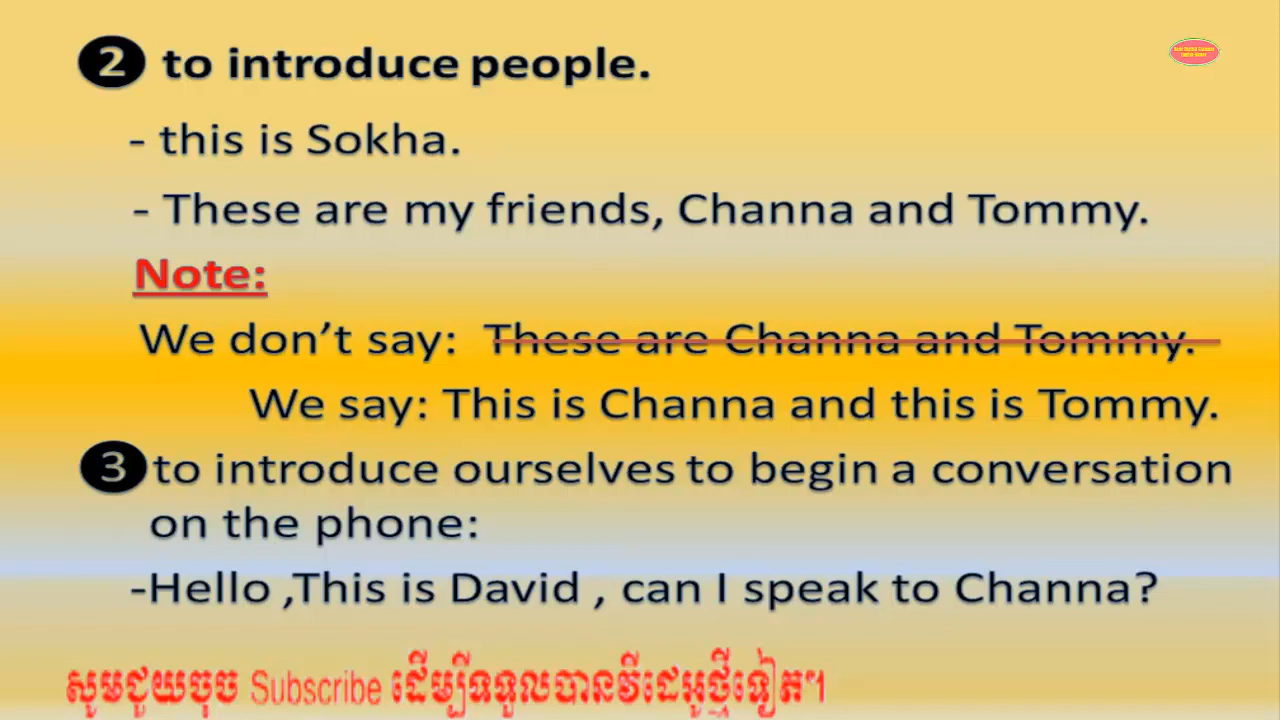 2 to introduce people.
- this is Sokha.
- These are my friends, Channa and Tommy.
Note:
We don’t say: These are Channa and Tommy.
We say: This is Channa and this is Tommy.
3 to introduce ourselves to begin a conversation
on the phone:
-Hello ,This is David , can I speak to Channa?
សូមជួយចុច Subscribe ដើម្បីទទួលបានវីដេអូថ្មីទៀត។